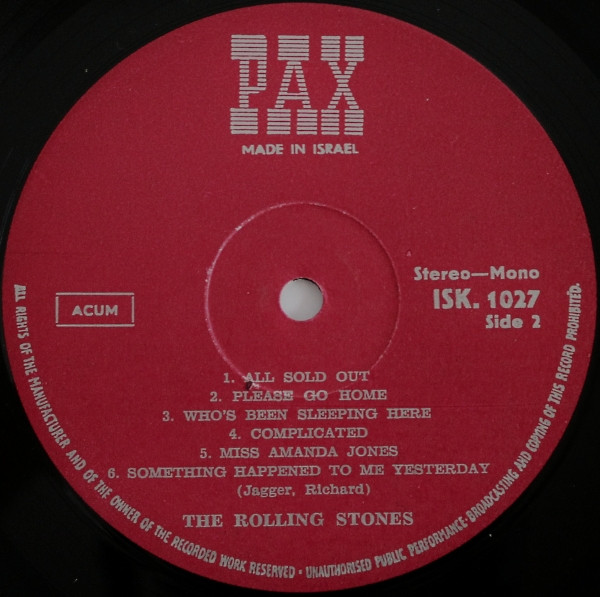 PAX
MADE IN ISRAEL
Stereo—Mono
ISK. 1027
Side 2
ACUM
1. ALL SOLD OUT
2. PLEASE GO HOME
3. WHO'S BEEN SLEEPING HERE
4. COMPLICATED
5. MISS AMANDA JONES
6. SOMETHING HAPPENED TO ME YESTERDAY
(Jagger, Richard)
THE ROLLING STONES
ALL RIGHTS OF THE MANUFACTURER AND OF THE OWNER OF THE RECORDED WORK RESERVED · UNAUTHORISED PUBLIC PERFORMANCE · BROADCASTING AND COPYING OF THIS RECORD PROHIBITED.